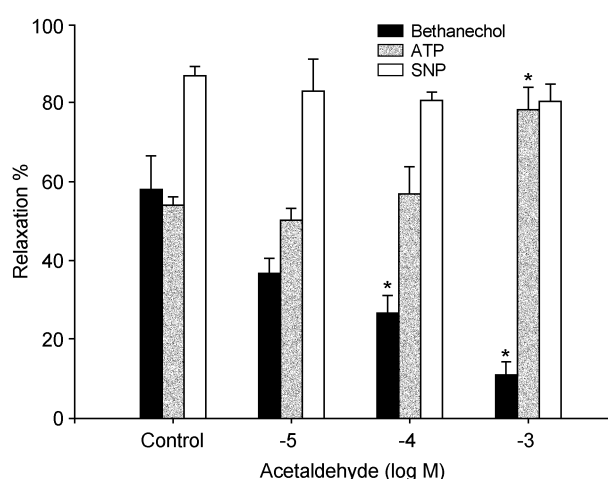 100
80
60
40
20
0
Relaxation %
Bethanechol
ATP
SNP
*
*
*
Control
-5
-4
-3
Acetaldehyde (log M)